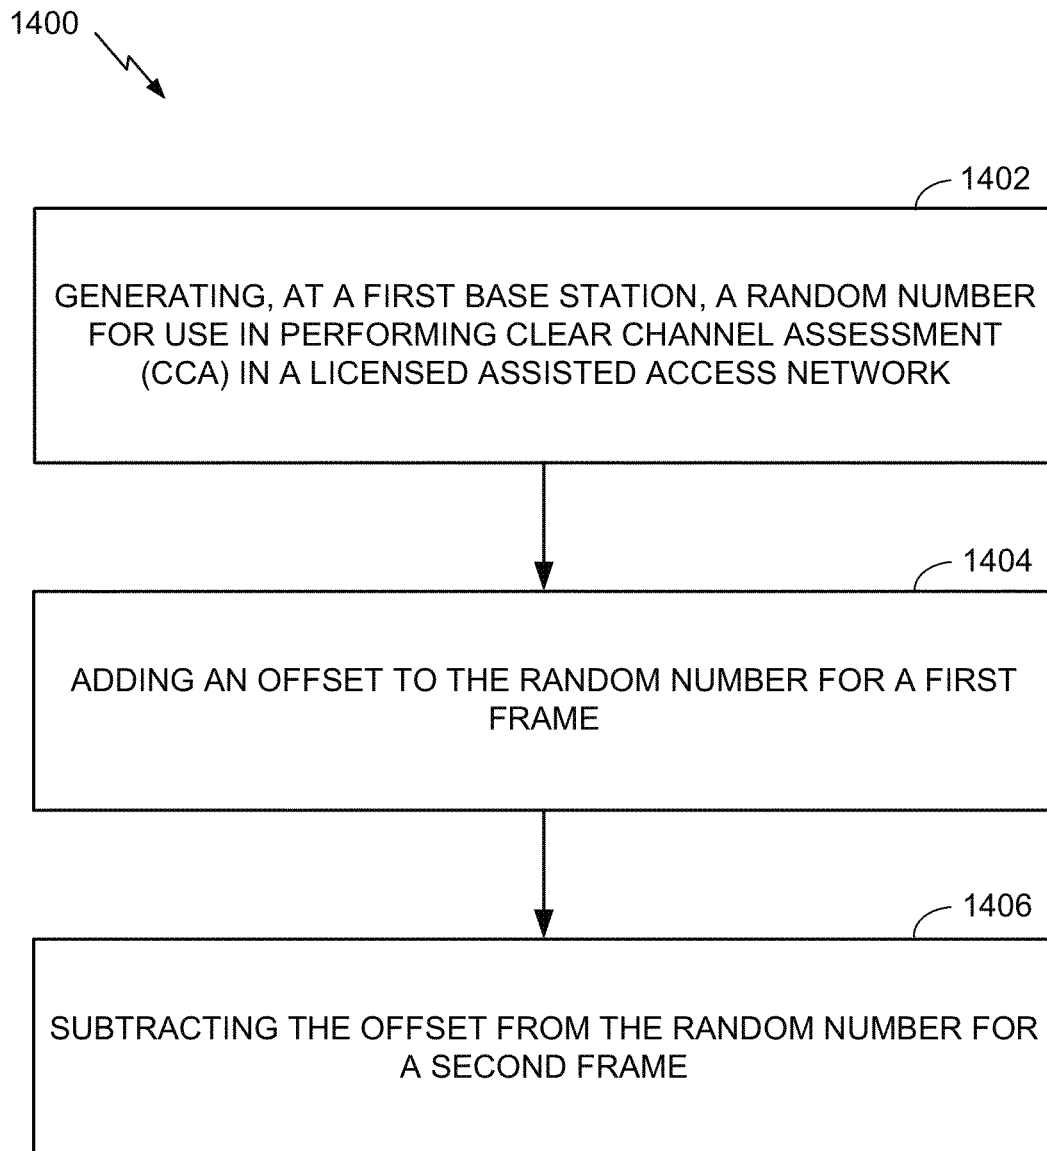 1400
1402
GENERATING, AT A FIRST BASE STATION, A RANDOM NUMBER
FOR USE IN PERFORMING CLEAR CHANNEL ASSESSMENT
(CCA) IN A LICENSED ASSISTED ACCESS NETWORK
1404
ADDING AN OFFSET TO THE RANDOM NUMBER FOR A FIRST
FRAME
1406
SUBTRACTING THE OFFSET FROM THE RANDOM NUMBER FOR
A SECOND FRAME